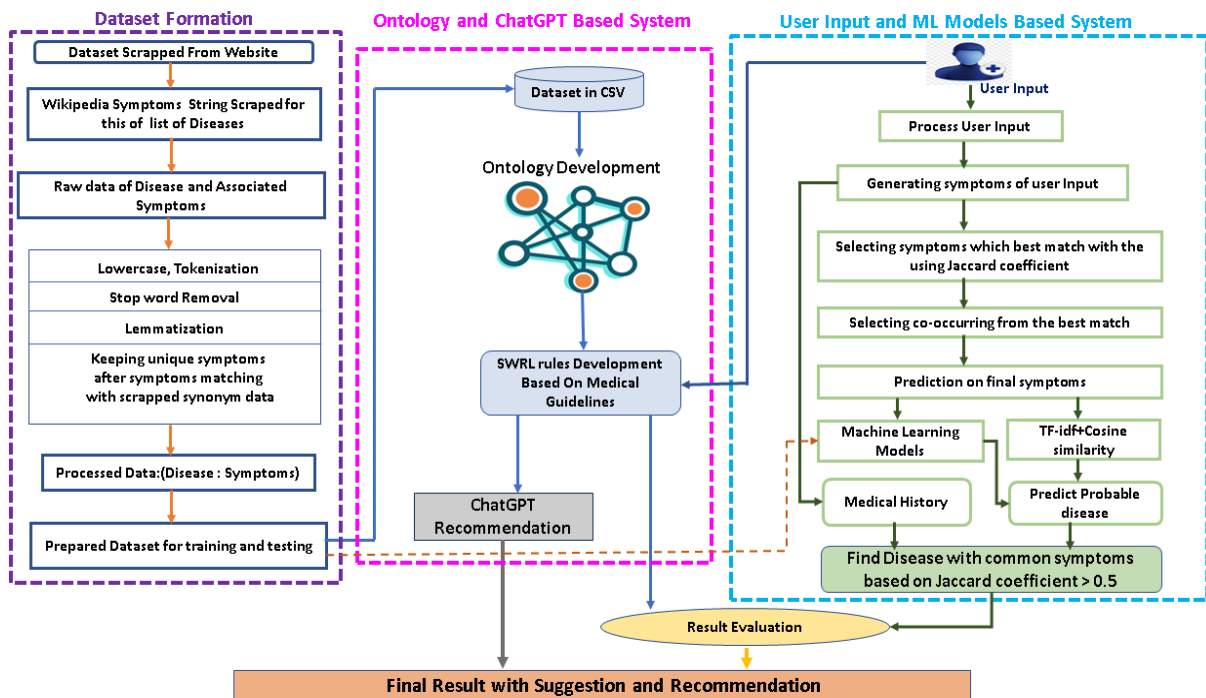 Dataset Formation
Dataset Scrapped From Website
Wikipedia Symptoms String Scraped for
this of list of Diseases
Raw data of Disease and Associated
Symptoms
Lowercase, Tokenization
Stop word Removal
Lemmatization
Keeping unique symptoms
after symptoms matching
with scrapped synonym data
Processed Data:(Disease : Symptoms)
Prepared Dataset for training and testing
Ontology and ChatGPT Based System
Dataset in CSV
Ontology Development
SWRL rules Development
Based On Medical
Guidelines
ChatGPT
Recommendation
User Input and ML Models Based System
User Input
Process User Input
Generating symptoms of user Input
Selecting symptoms which best match with the
using Jaccard coefficient
Selecting co-occurring from the best match
Prediction on final symptoms
Machine Learning
Models
TF-idf+Cosine
similarity
Medical History
Predict Probable
disease
Find Disease with common symptoms
based on Jaccard coefficient > 0.5
Result Evaluation
Final Result with Suggestion and Recommendation